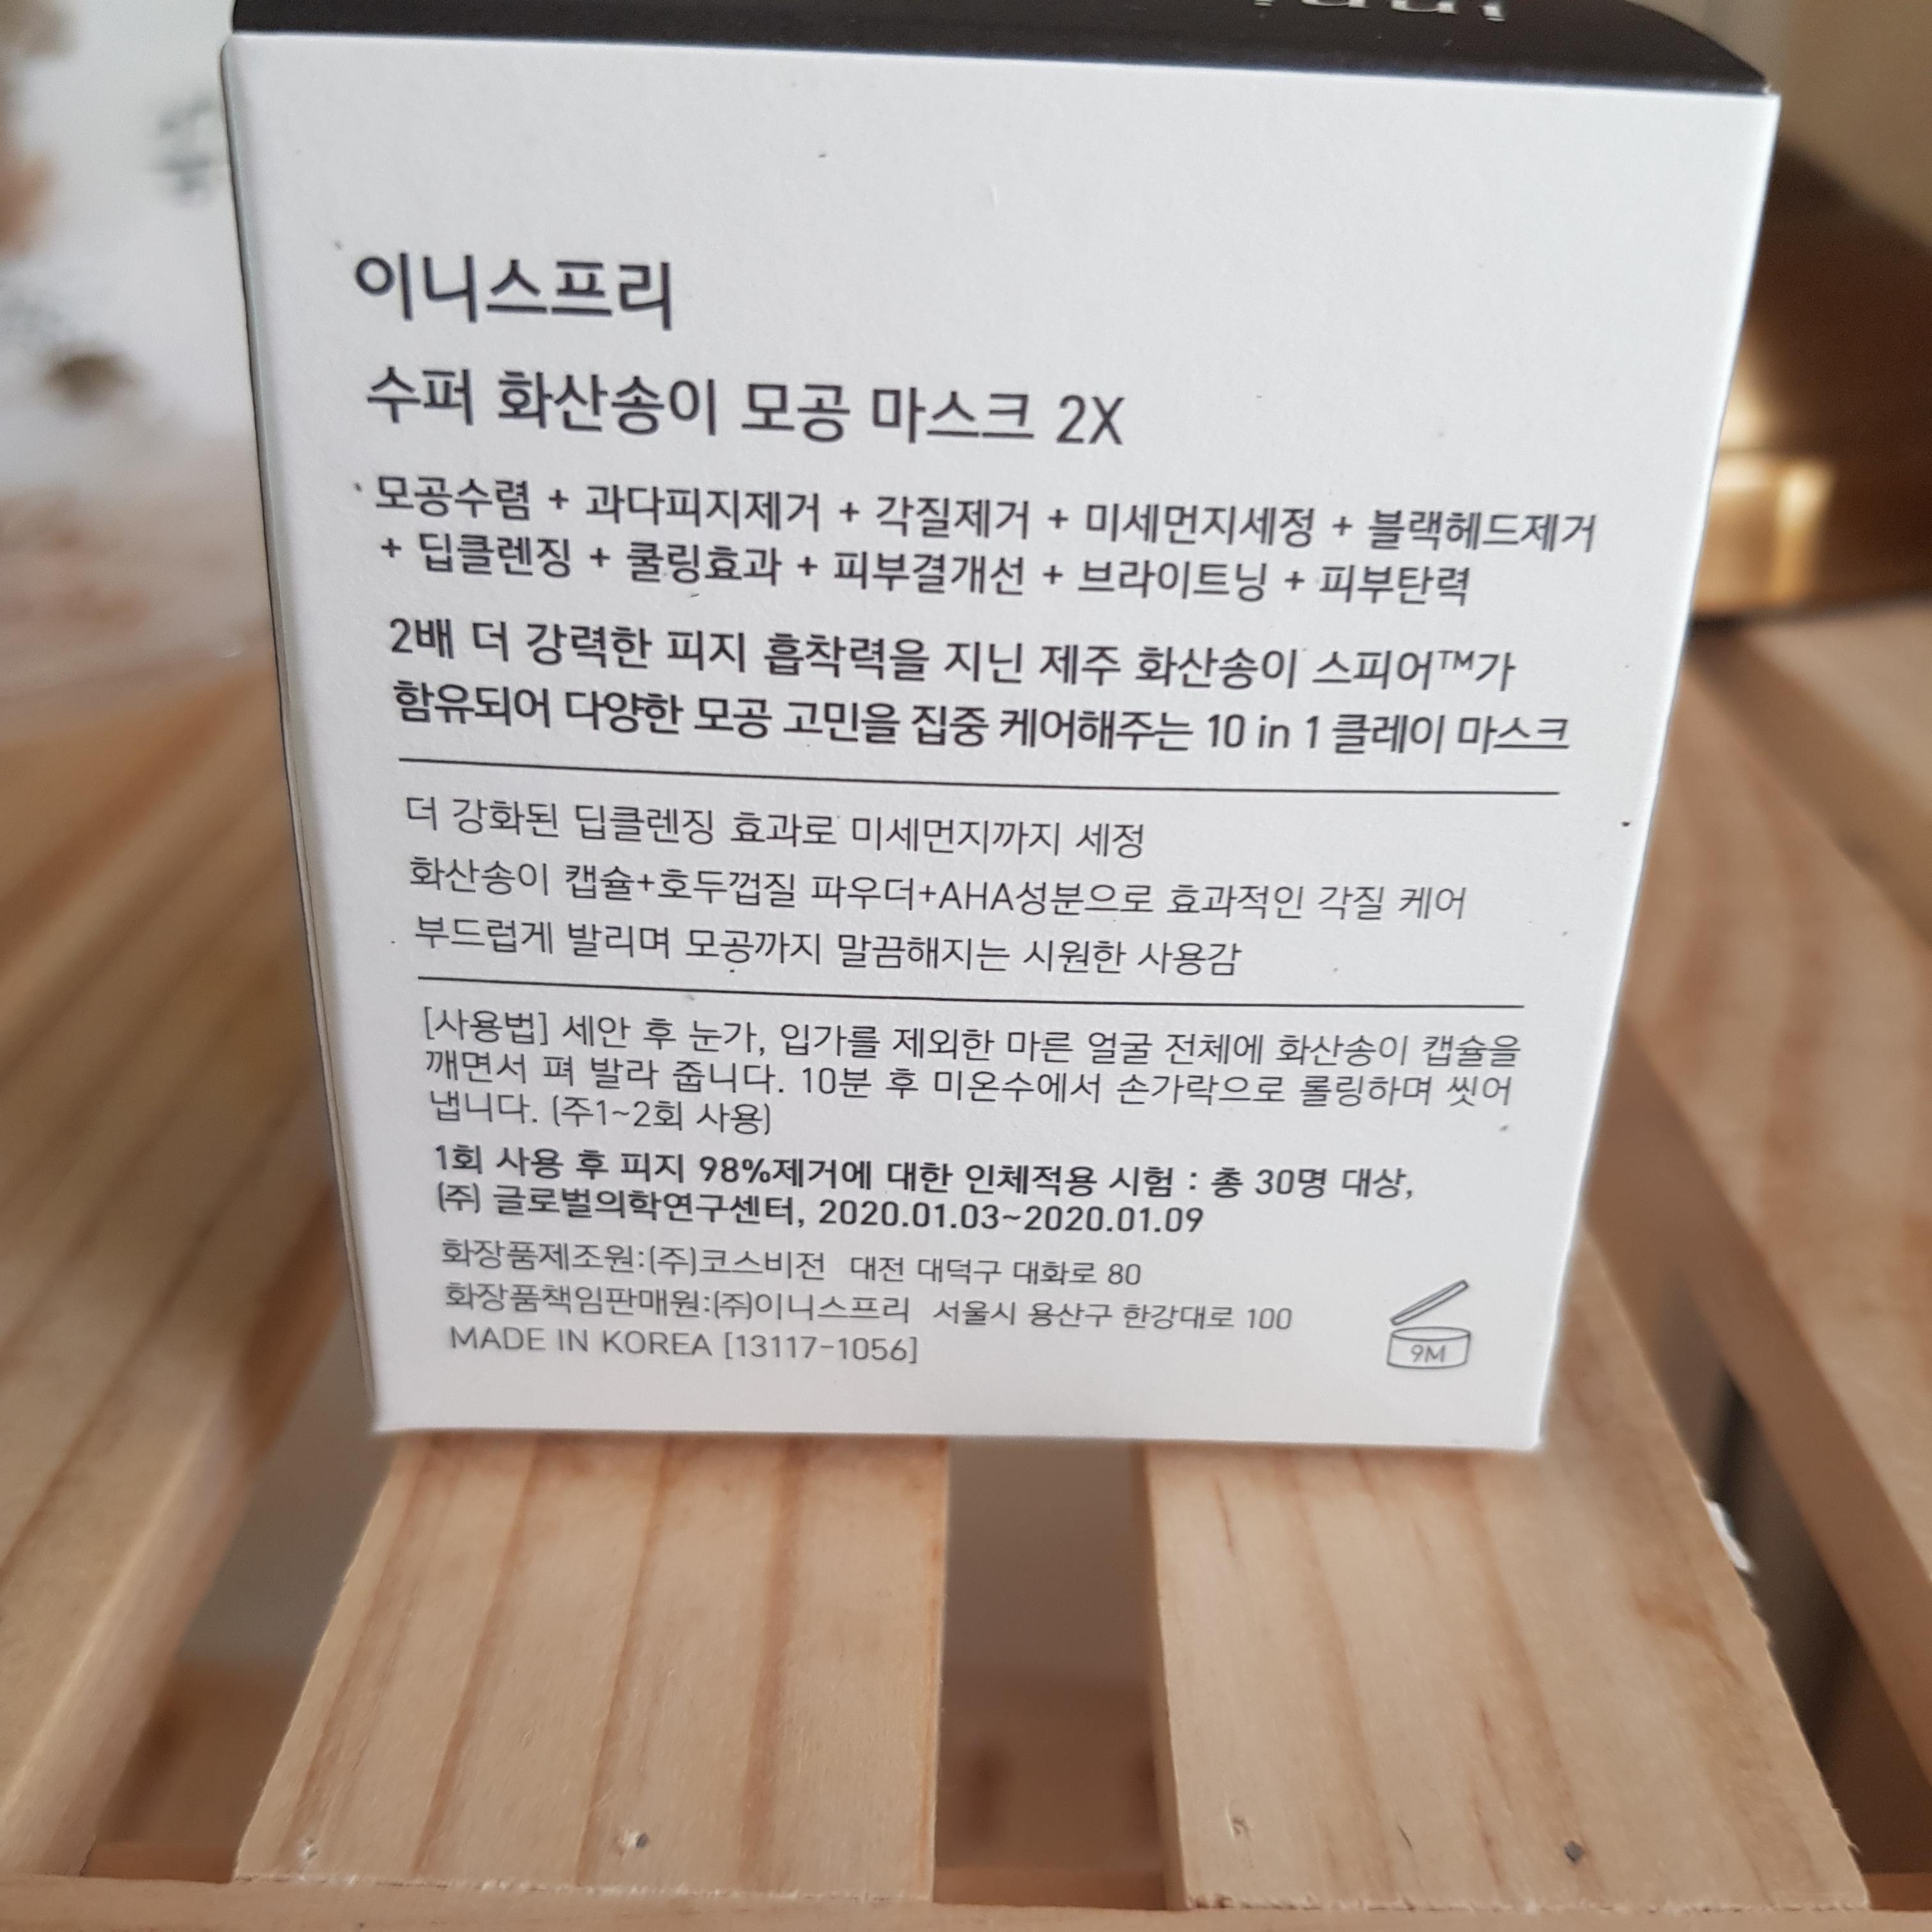 이니스프리
수퍼 화산송이 모공 마스크 2X
모공수렴 + 과다피지제거 + 각질제거 + 미세먼지세정 + 블랙헤드제거
+ 딥클렌징 + 쿨링효과 + 피부결개선 + 브라이트닝 + 피부탄력
2배 더 강력한 피지 흡착력을 지닌 제주 화산송이 스피어™가
함유되어 다양한 모공 고민을 집중 케어해주는 10 in 1 클레이 마스크
더 강화된 딥클렌징 효과로 미세먼지까지 세정
화산송이 캡슐+호두껍질 파우더+AHA성분으로 효과적인 각질 케어
부드럽게 발리며 모공까지 말끔해지는 시원한 사용감
[사용법] 세안 후 눈가, 입가를 제외한 마른 얼굴 전체에 화산송이 캡슐을
깨면서 펴 발라 줍니다. 10분 후 미온수에서 손가락으로 롤링하며 씻어
냅니다. (주1~2회 사용)
1회 사용 후 피지 98%제거에 대한 인체적용 시험 : 총 30명 대상,
(주) 글로벌의학연구센터, 2020.01.03~2020.01.09
화장품제조원:(주)코스비전 대전 대덕구 대화로 80
화장품책임판매원:(주)이니스프리 서울시 용산구 한강대로 100
MADE IN KOREA [13117-1056]
9M